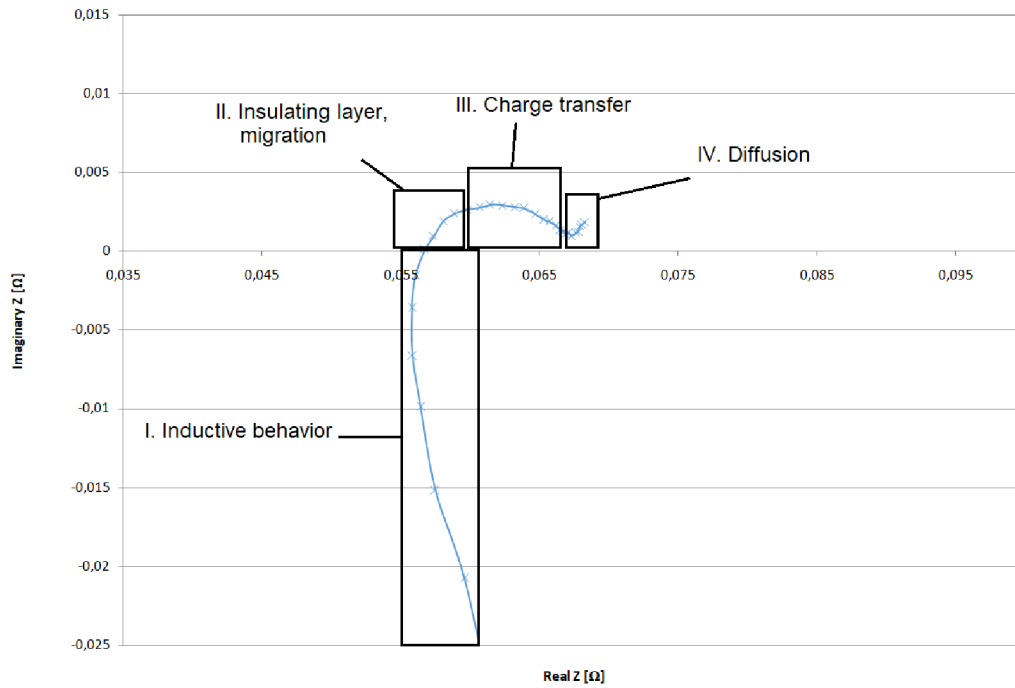 0,015
0,01
II. Insulating layer,
migration
III. Charge transfer
IV. Diffusion
0,005
0
0,035
0,045
0,055
0,065
0,075
0,085
0,095
Imaginary Z [Ω]
-0,005
-0,01
I. Inductive behavior
-0,015
-0,02
-0,025
Real Z [Ω]